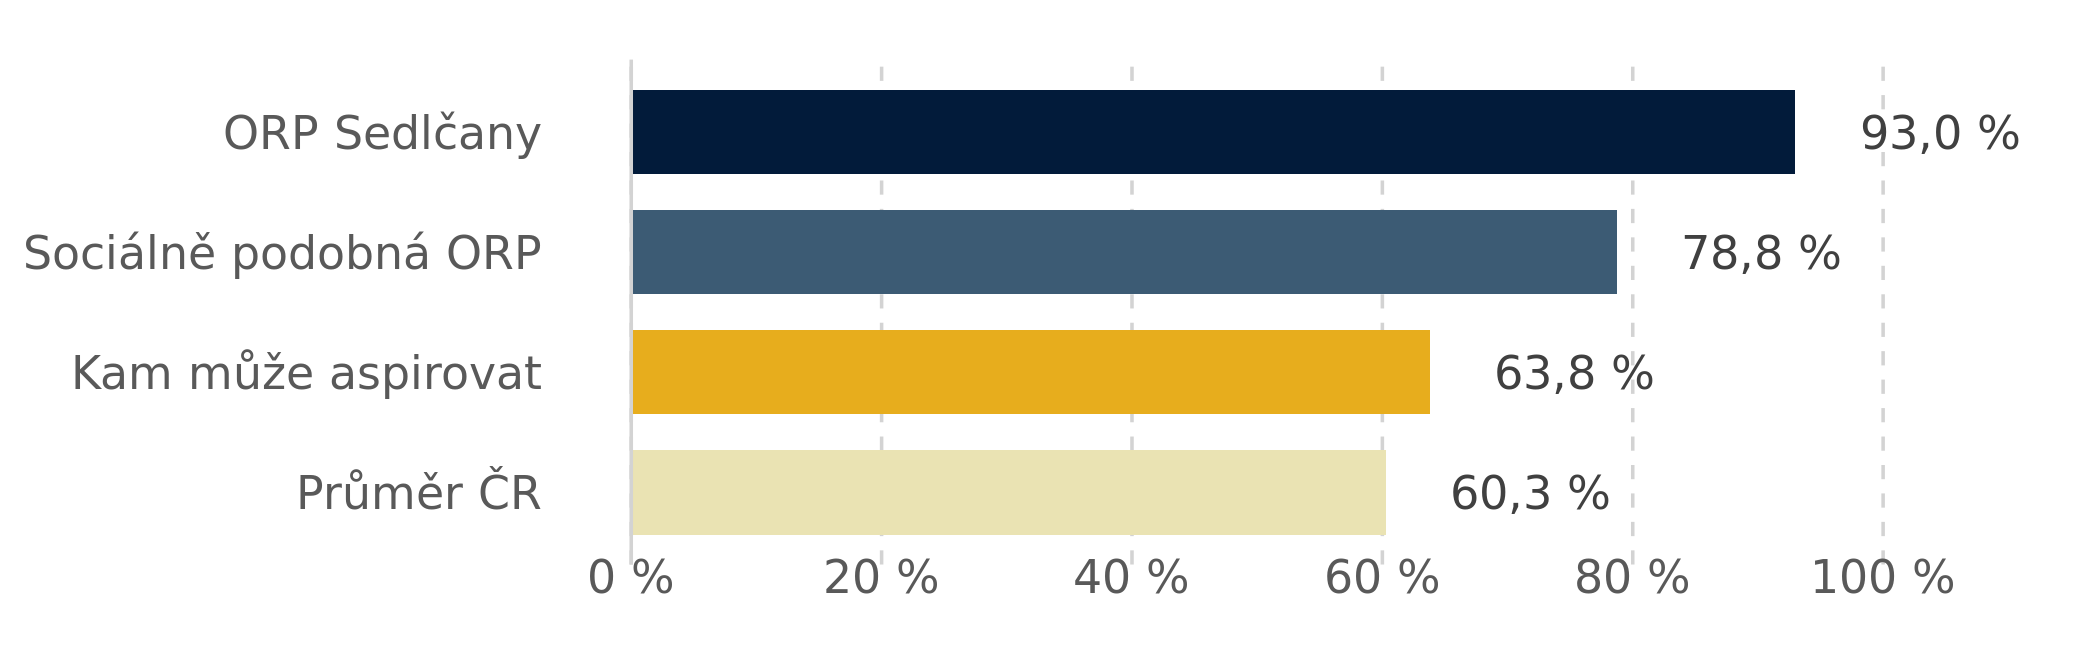 ORP Sedlčany 93,0 %
Sociálně podobná ORP 78,8 %
Kam může aspirovat 63,8 %
Průměr ČR 60,3 %
0 % 20 % 40 % 60 % 80 % 100 %